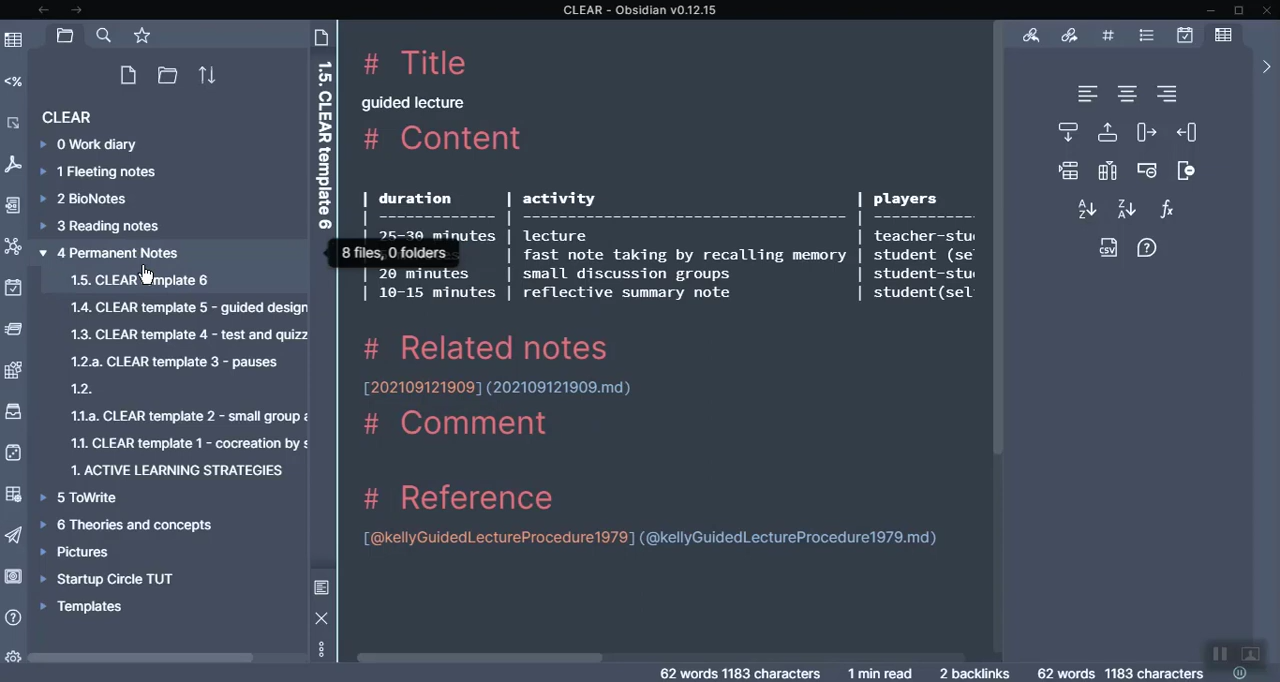 CLEAR - Obsidian v0.12.15
CLEAR
0 Work diary
1 Fleeting notes
2 BioNotes
3 Reading notes
4 Permanent Notes
1.5. CLEAR template 6
1.4. CLEAR template 5 - guided design
1.3. CLEAR template 4 - test and quizz
1.2.a. CLEAR template 3 - pauses
1.2.
1.1.a. CLEAR template 2 - small group
1.1. CLEAR template 1 - cocreation by
1. ACTIVE LEARNING STRATEGIES
5 ToWrite
6 Theories and concepts
Pictures
Startup Circle TUT
Templates
1.5. CLEAR template 6
8 files, 0 folders
# Title
guided lecture
# Content
| duration | activity | players
| ------------- | ----------------------------------- | -----------
| 25-30 minutes | lecture | teacher-stu
| fast note taking by recalling memory | student (se
| 20 minutes | small discussion groups | student-stu
| 10-15 minutes | reflective summary note | student(sel
# Related notes
[202109121909](202109121909.md)
# Comment
# Reference
[@kellyGuidedLectureProcedure1979](@kellyGuidedLectureProcedure1979.md)
62 words 1183 characters 1 min read 2 backlinks 62 words 1183 characters